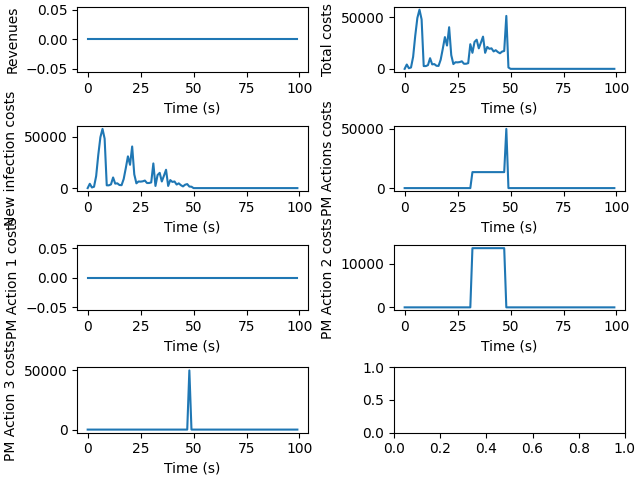 Revenues
0.05
0.00
−0.05
0 25 50 75 100
Time (s)
Total costs
50000
0
0 25 50 75 100
Time (s)
New infection costs
50000
0
0 25 50 75 100
Time (s)
PM Actions costs
50000
0
0 25 50 75 100
Time (s)
PM Action 1 costs
0.05
0.00
−0.05
0 25 50 75 100
Time (s)
PM Action 2 costs
10000
0
0 25 50 75 100
Time (s)
PM Action 3 costs
50000
0
0 25 50 75 100
Time (s)
1.0
0.5
0.0
0.0 0.2 0.4 0.6 0.8 1.0